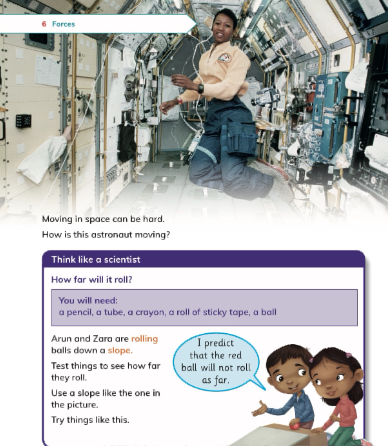 6 Forces
Moving in space can be hard.
How is this astronaut moving?
Think like a scientist
How far will it roll?
You will need:
a pencil, a tube, a crayon, a roll of sticky tape, a ball
Arun and Zara are rolling
balls down a slope.
Test things to see how far
they roll.
Use a slope like the one in
the picture.
Try things like this.
I predict
that the red
ball will not roll
as far.